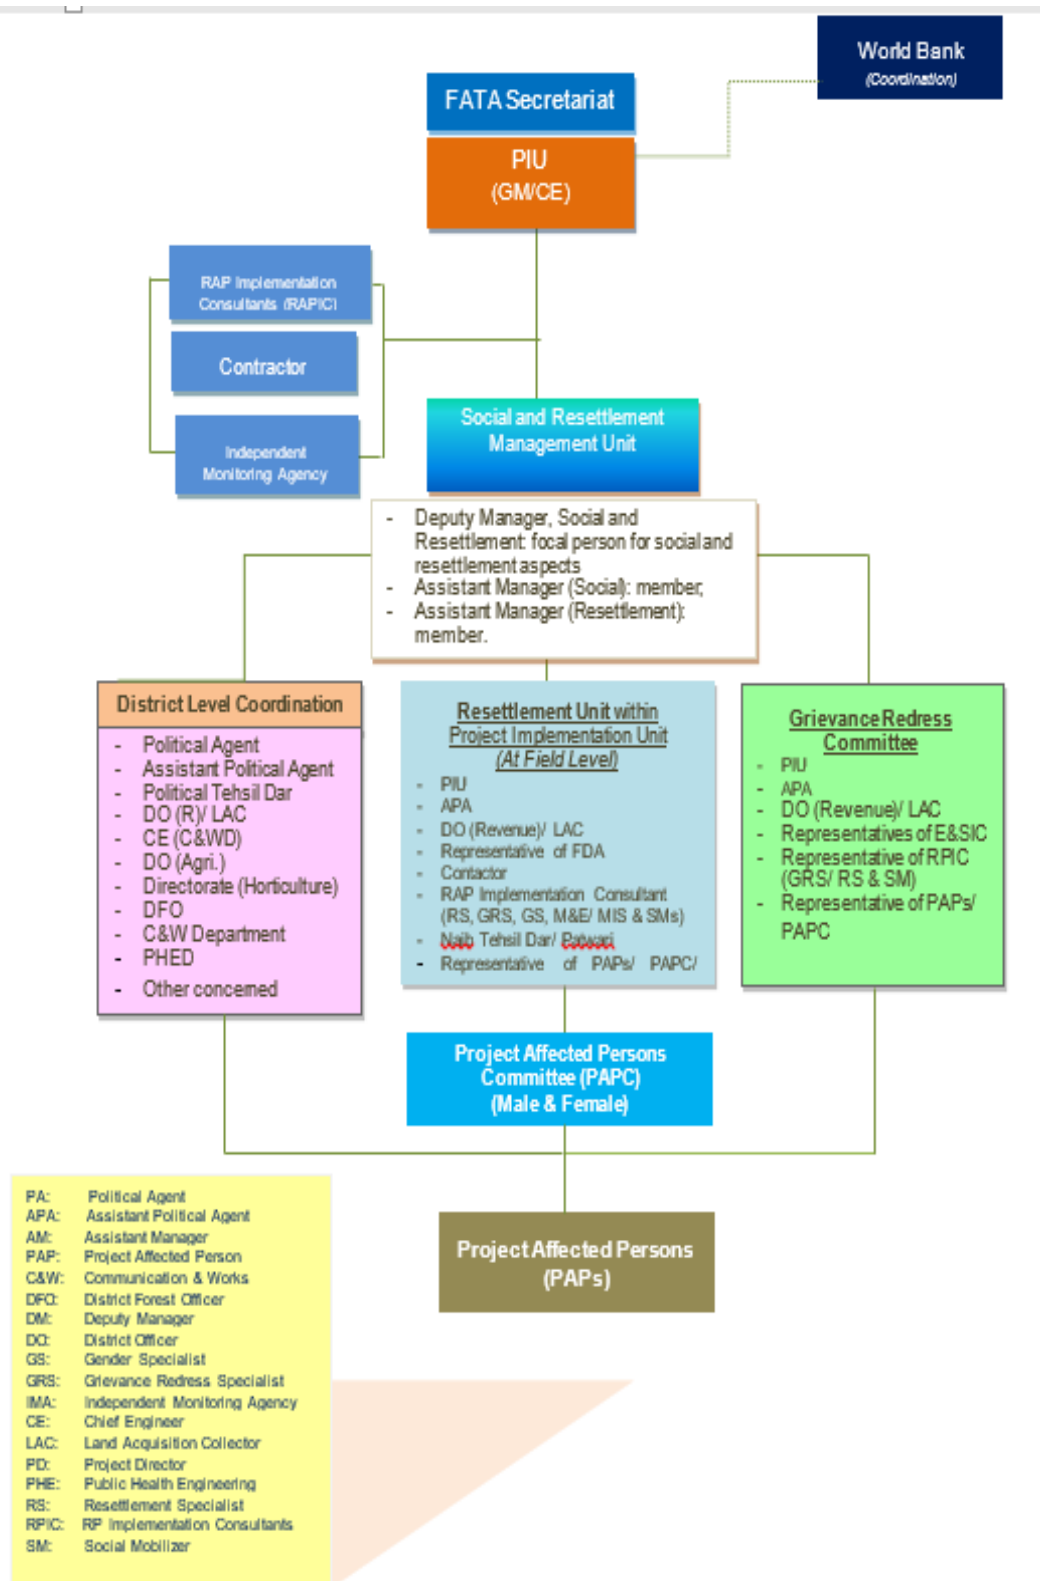 World Bank
(Coordination)
FATA Secretariat
PIU
(GM/CE)
RAP Implementation
Consultants (RAPIC)
Contractor
Independent
Monitoring Agency
Social and Resettlement
Management Unit
- Deputy Manager, Social and
Resettlement: focal person for social and
resettlement aspects
- Assistant Manager (Social): member;
- Assistant Manager (Resettlement):
member.
District Level Coordination
- Political Agent
- Assistant Political Agent
- Political Tehsil Dar
- DO (R)/ LAC
- CE (C&WD)
- DO (Agri.)
- Directorate (Horticulture)
- DFO
- C&W Department
- PHED
- Other concerned
Resettlement Unit within
Project Implementation Unit
(At Field Level)
- PIU
- APA
- DO (Revenue)/ LAC
- Representative of FDA
- Contactor
- RAP Implementation Consultant
(RS, GRS, GS, M&E/ MIS & SMs)
- Naib Tehsil Dar/ Patwari
- Representative of PAPs/ PAPC/
Grievance Redress
Committee
- PIU
- APA
- DO (Revenue)/ LAC
- Representatives of E&SIC
- Representative of RPIC
(GRS/ RS & SM)
- Representative of PAPs/
PAPC
Project Affected Persons
Committee (PAPC)
(Male & Female)
Project Affected Persons
(PAPs)
PA: Political Agent
APA: Assistant Political Agent
AM: Assistant Manager
PAP: Project Affected Person
C&W: Communication & Works
DFO: District Forest Officer
DM: Deputy Manager
DO: District Officer
GS: Gender Specialist
GRS: Grievance Redress Specialist
IMA: Independent Monitoring Agency
CE: Chief Engineer
LAC: Land Acquisition Collector
PD: Project Director
PHE: Public Health Engineering
RS: Resettlement Specialist
RPIC: RP Implementation Consultants
SM: Social Mobilizer